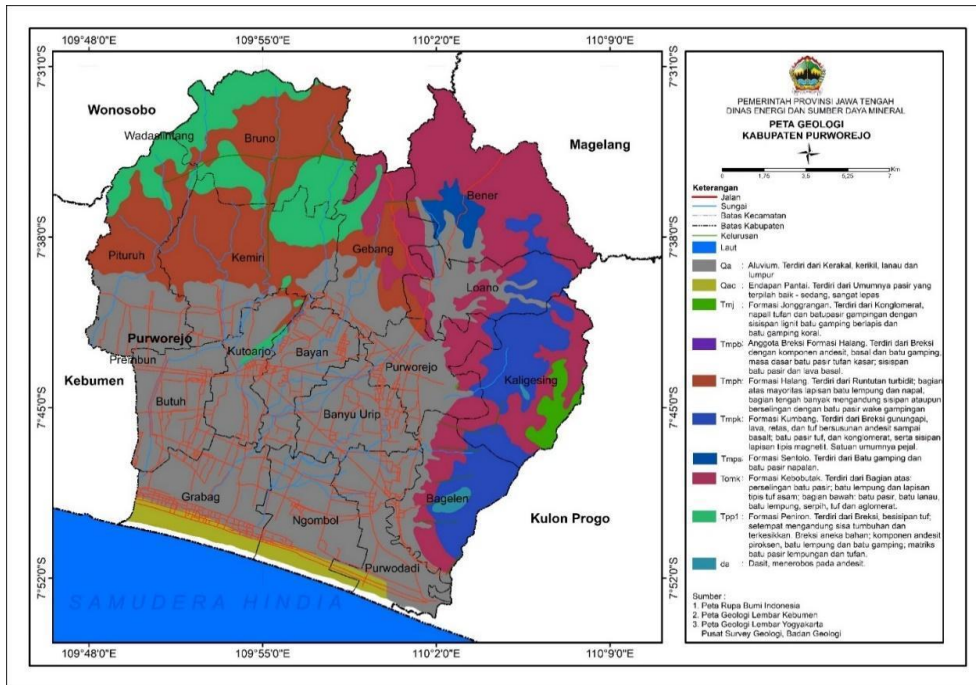 109°48'0"E
109°55'0"E
110°2'0"E
110°9'0"E
7°31'0"S
7°38'0"S
7°45'0"S
7°52'0"S
7°31'0"S
7°38'0"S
7°45'0"S
7°52'0"S
Wonosobo
Wadaslintang
Bruno
Magelang
Bener
Pituruh
Kemiri
Gebang
Loano
Purworejo
Prembun
Kutoarjo
Bayan
Purworejo
Kebumen
Kaligesing
Butuh
Banyu Urip
Grabag
Bagelen
Ngombol
Kulon Progo
Purwodadi
SAMUDERA HINDIA
109°48'0"E
109°55'0"E
110°2'0"E
110°9'0"E
PEMERINTAH PROVINSI JAWA TENGAH
DINAS ENERGI DAN SUMBER DAYA MINERAL
PETA GEOLOGI
KABUPATEN PURWOREJO
Km
0 1,75 3,5 5,25 7
Keterangan
Jalan
Sungai
Batas Kecamatan
Batas Kabupaten
Kelurusan
Laut
Qa : Aluvium. Terdiri dari Kerakal, kerikil, lanau dan
lumpur
Qac : Endapan Pantai. Terdiri dari Umumnya pasir yang
terpilah baik - sedang, sangat lepas
Tmj : Formasi Jonggrangan. Terdiri dari Konglomerat,
napall tufan dan batupasir gampingan dengan
sisipan lignit batu gamping berlapis dan
batu gamping koral.
Tmpb: Anggota Breksi Formasi Halang. Terdiri dari Breksi
dengan komponen andesit, basal dan batu gamping,
masa dasar batu pasir tufan kasar; sisipan
batu pasir dan lava basal.
Tmph: Formasi Halang. Terdiri dari Runtutan turbidit; bagian
atas mayoritas lapisan batu lempung dan napal,
bagian tengah banyak mengandung sisipan ataupun
berselingan dengan batu pasir wake gampingan
Tmpk: Formasi Kumbang. Terdiri dari Breksi gunungapi,
lava, retas, dan tuf bersusunan andesit sampai
basalt; batu pasir tuf, dan konglomerat, serta sisipan
lapisan tipis magnetit. Satuan umumnya pejal.
Tmps: Formasi Sentolo. Terdiri dari Batu gamping dan
batu pasir napalan.
Tomk : Formasi Kebobutak. Terdiri dari Bagian atas:
perselingan batu pasir; batu lempung dan lapisan
tipis tuf asam; bagian bawah: batu pasir, batu lanau,
batu lempung, serpih, tuf dan aglomerat.
Tpp1 : Formasi Peniron. Terdiri dari Breksi, besisipan tuf;
setempat mengandung sisa tumbuhan dan
terkesikkan. Breksi aneka bahan; komponen andesit
piroksen, batu lempung dan batu gamping; matriks
batu pasir lempungan dan tufan.
da : Dasit, menerobos pada andesit.
Sumber :
1. Peta Rupa Bumi Indonesia
2. Peta Geologi Lembar Kebumen
3. Peta Geologi Lembar Yogyakarta
Pusat Survey Geologi, Badan Geologi